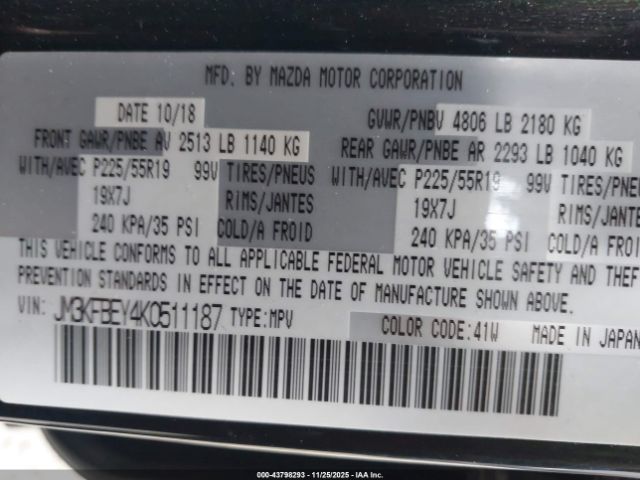 MFD. BY MAZDA MOTOR CORPORATION
DATE 10/18 GVWR/PNBV 4806 LB 2180 KG
FRONT GAWR/PNBE AV 2513 LB 1140 KG REAR GAWR/PNBE AR 2293 LB 1040 KG
WITH/AVEC P225/55R19 99V TIRES/PNEUS WITH/AVEC P225/55R19 99V TIRES/PNEU
19X7J RIMS/JANTES 19X7J RIMS/JANTES
240 KPA/35 PSI COLD/A FROID 240 KPA/35 PSI COLD/A FROI
THIS VEHICLE CONFORMS TO ALL APPLICABLE FEDERAL MOTOR VEHICLE SAFETY AND THEFT
PREVENTION STANDARDS IN EFFECT ON THE DATE OF MANUFACTURE SHOWN ABOVE.
VIN: JM3KFBEY4K0511187 TYPE:MPV COLOR CODE:41W MADE IN JAPAN
000-43798293 - 11/25/2025 - IAA Inc.